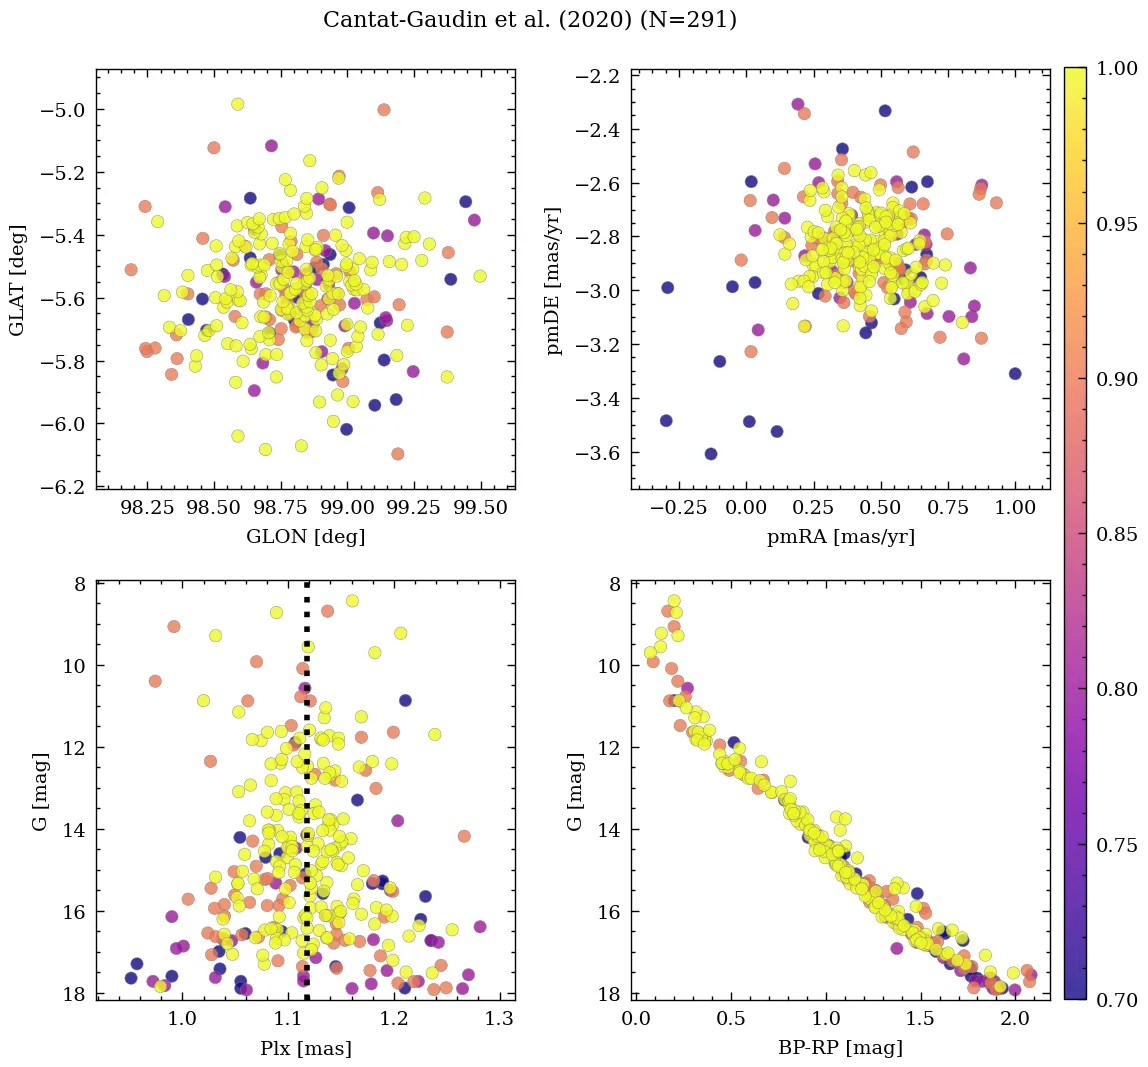 Cantat-Gaudin et al. (2020) (N=291)
−5.0
−5.2
−5.4
−5.6
−5.8
−6.0
−6.2
GLAT [deg]
98.25 98.50 98.75 99.00 99.25 99.50
GLON [deg]
−2.2
−2.4
−2.6
−2.8
−3.0
−3.2
−3.4
−3.6
pmDE [mas/yr]
−0.25 0.00 0.25 0.50 0.75 1.00
pmRA [mas/yr]
8
10
12
14
16
18
G [mag]
1.0 1.1 1.2 1.3
Plx [mas]
8
10
12
14
16
18
G [mag]
0.0 0.5 1.0 1.5 2.0
BP-RP [mag]
1.00
0.95
0.90
0.85
0.80
0.75
0.70